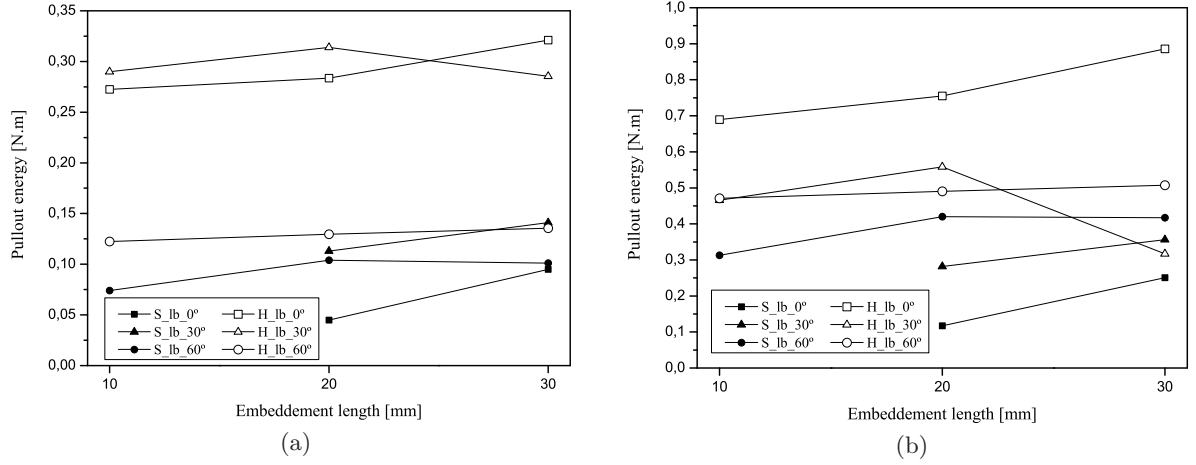 0,35
0,30
0,25
0,20
0,15
0,10
0,05
0,00
Pullout energy [N.m]
S_lb_0º H_lb_0º
S_lb_30º H_lb_30º
S_lb_60º H_lb_60º
10 20 30
Embeddement length [mm]
(a)
1,0
0,9
0,8
0,7
0,6
0,5
0,4
0,3
0,2
0,1
0,0
Pullout energy [N.m]
S_lb_0º H_lb_0º
S_lb_30º H_lb_30º
S_lb_60º H_lb_60º
10 20 30
Embeddement length [mm]
(b)